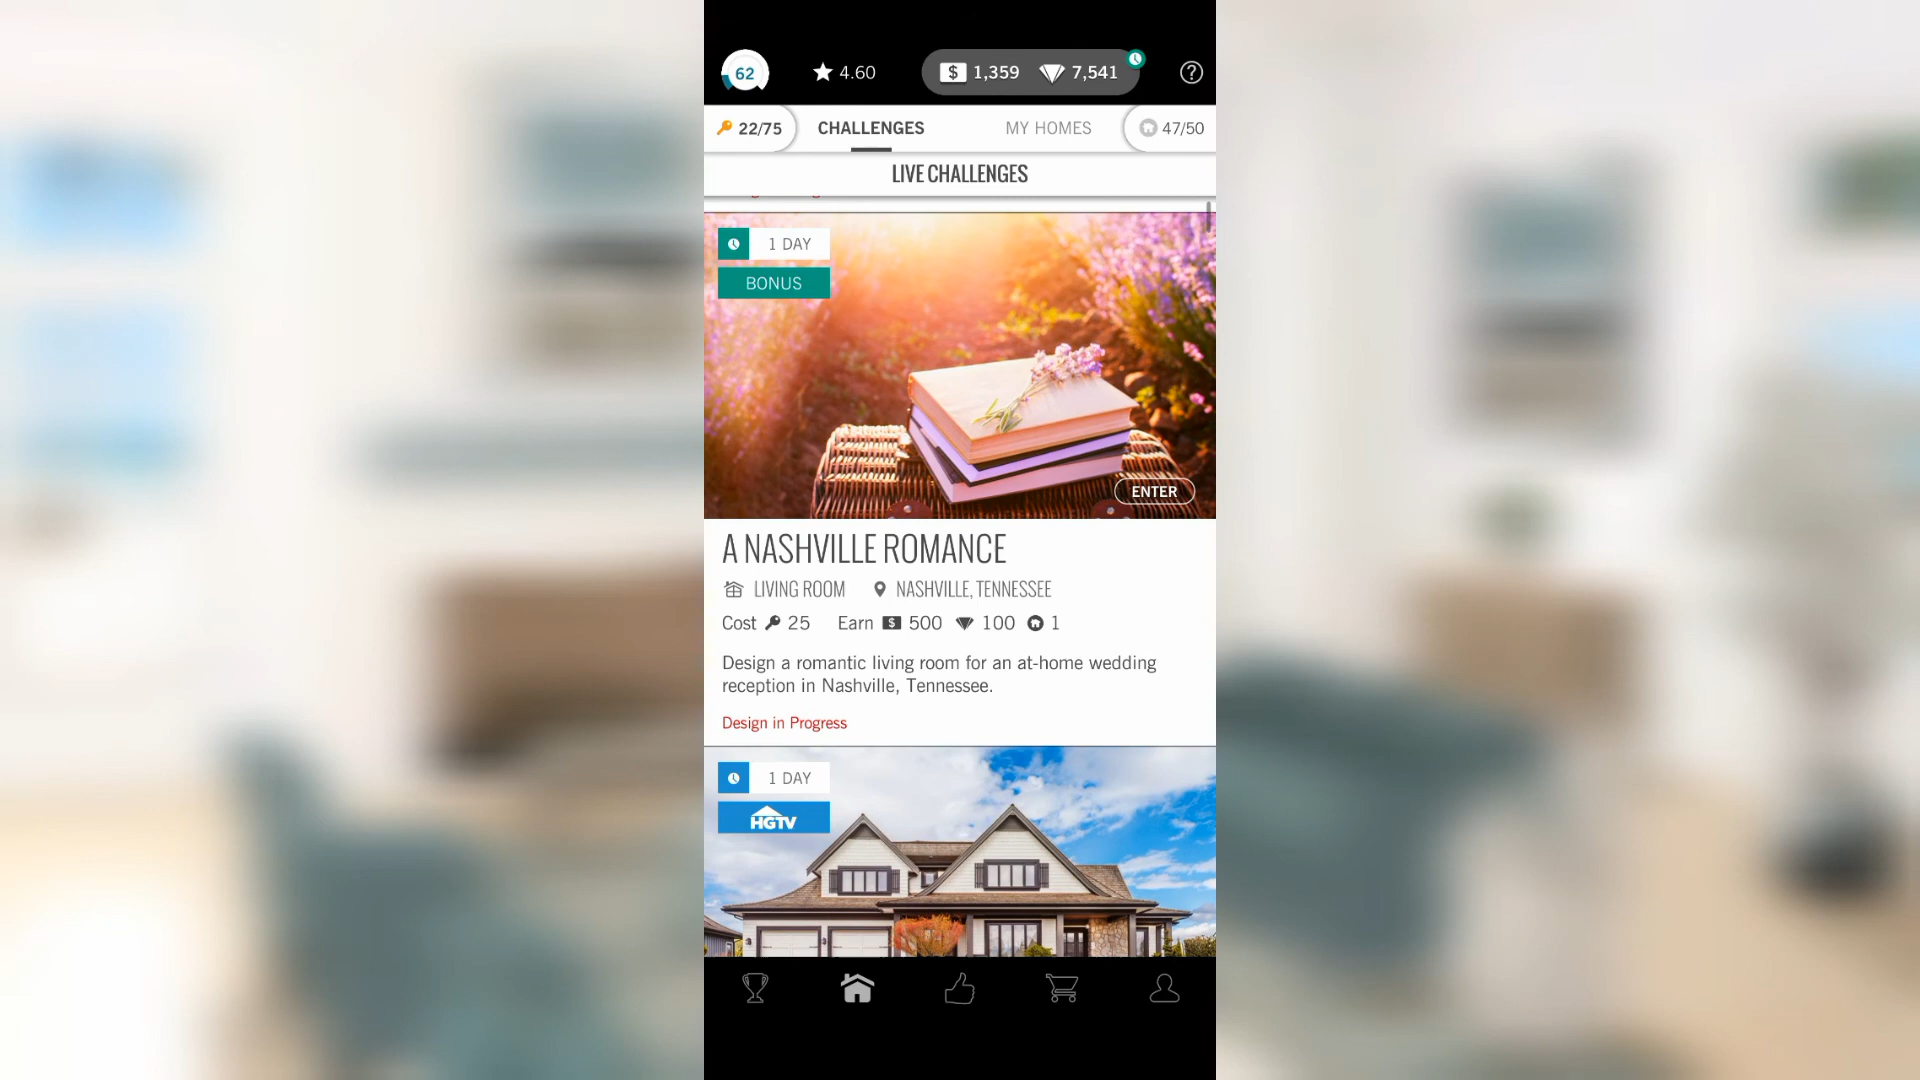 62
4.60
$ 1,359
7,541
?
22/75
CHALLENGES
MY HOMES
47/50
LIVE CHALLENGES
1 DAY
BONUS
ENTER
A NASHVILLE ROMANCE
LIVING ROOM
NASHVILLE, TENNESSEE
Cost 25 Earn $ 500 100 1
Design a romantic living room for an at-home wedding
reception in Nashville, Tennessee.
Design in Progress
1 DAY
HGTV